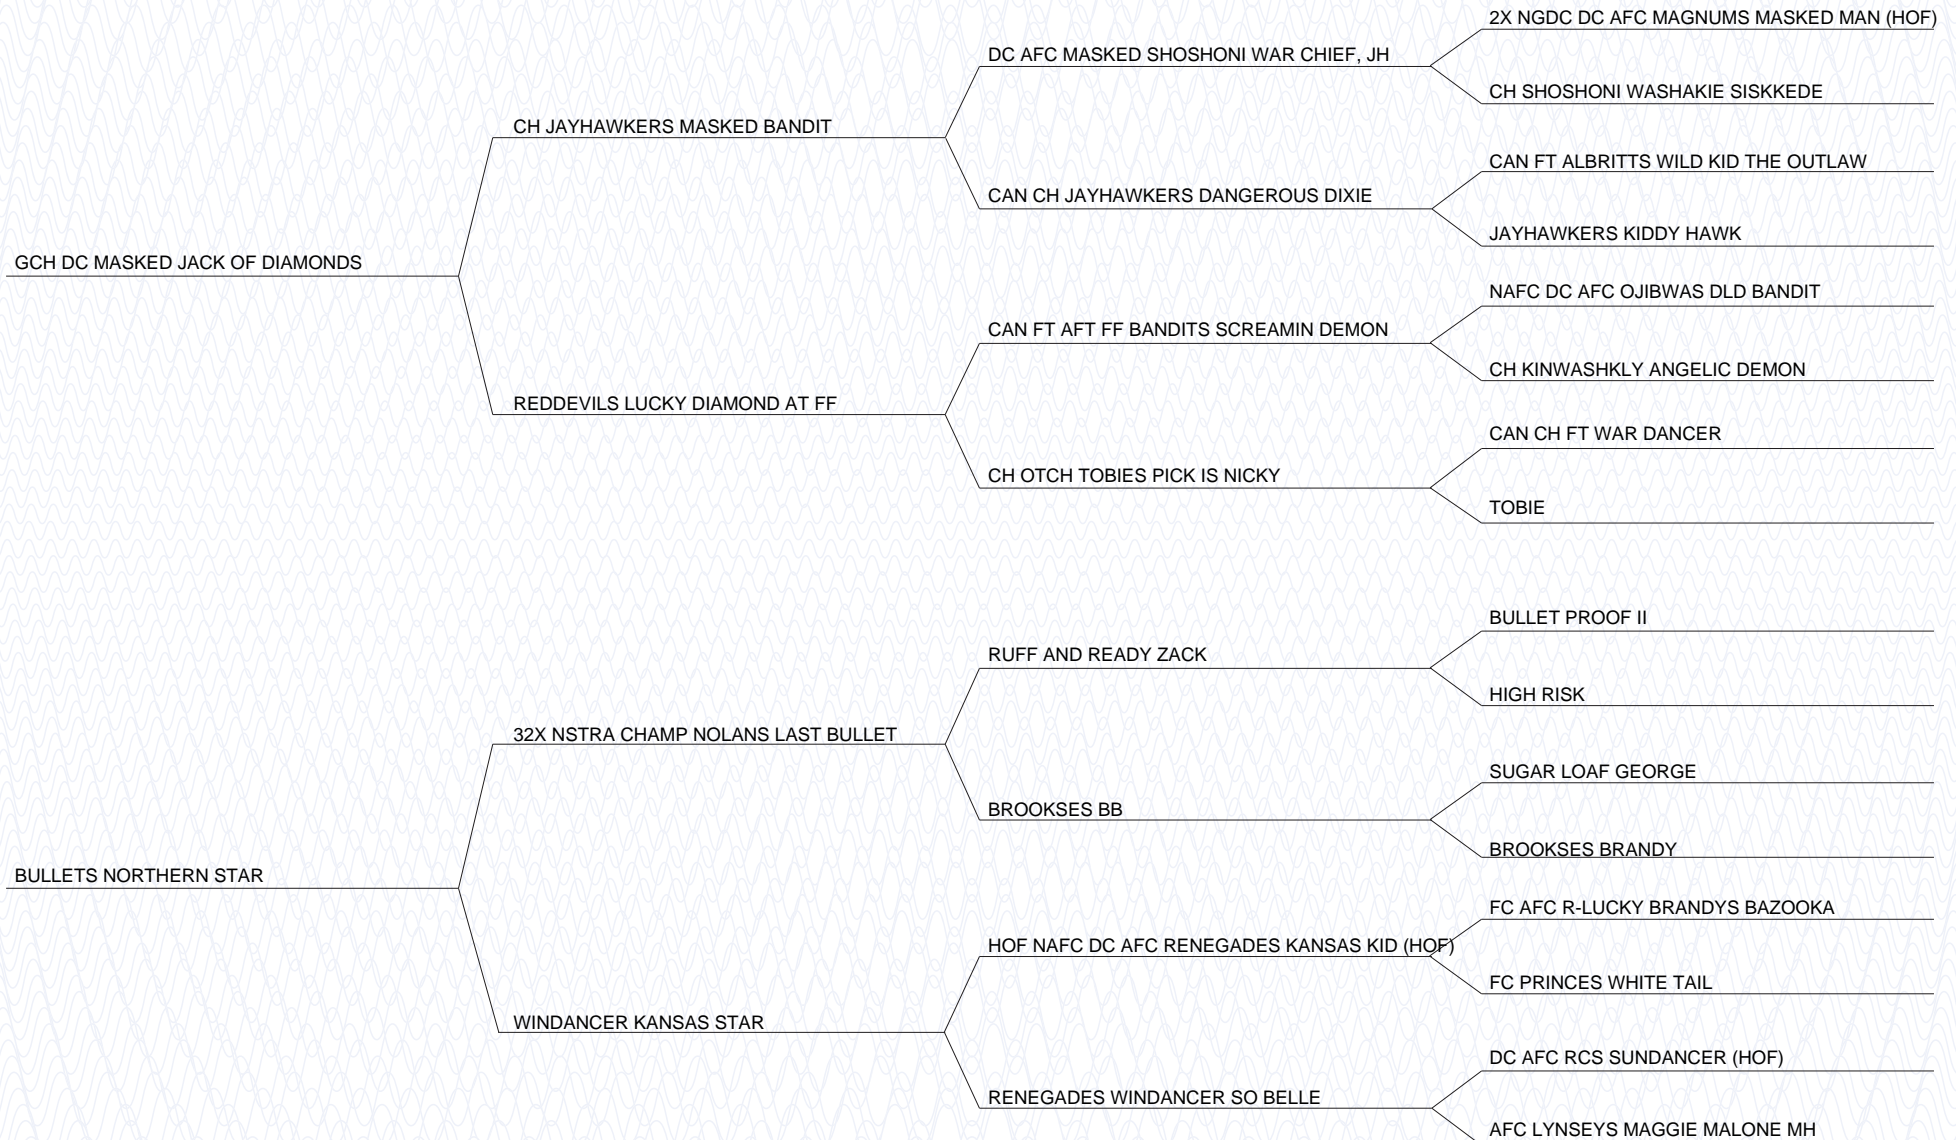 2X NGDC DC AFC MAGNUMS MASKED MAN (HOF)
DC AFC MASKED SHOSHONI WAR CHIEF, JH
CH SHOSHONI WASHAKIE SISKKEDE
CH JAYHAWKERS MASKED BANDIT
CAN FT ALBRITTS WILD KID THE OUTLAW
CAN CH JAYHAWKERS DANGEROUS DIXIE
JAYHAWKERS KIDDY HAWK
GCH DC MASKED JACK OF DIAMONDS
NAFC DC AFC OJIBWAS DLD BANDIT
CAN FT AFT FF BANDITS SCREAMIN DEMON
CH KINWASHKLY ANGELIC DEMON
REDDEVILS LUCKY DIAMOND AT FF
CAN CH FT WAR DANCER
CH OTCH TOBIES PICK IS NICKY
TOBIE
BULLET PROOF II
RUFF AND READY ZACK
HIGH RISK
32X NSTRA CHAMP NOLANS LAST BULLET
SUGAR LOAF GEORGE
BROOKSES BB
BROOKSES BRANDY
BULLETS NORTHERN STAR
FC AFC R-LUCKY BRANDYS BAZOOKA
HOF NAFC DC AFC RENEGADES KANSAS KID (HOF)
FC PRINCES WHITE TAIL
WINDANCER KANSAS STAR
DC AFC RCS SUNDANCER (HOF)
RENEGADES WINDANCER SO BELLE
AFC LYNSEYS MAGGIE MALONE MH